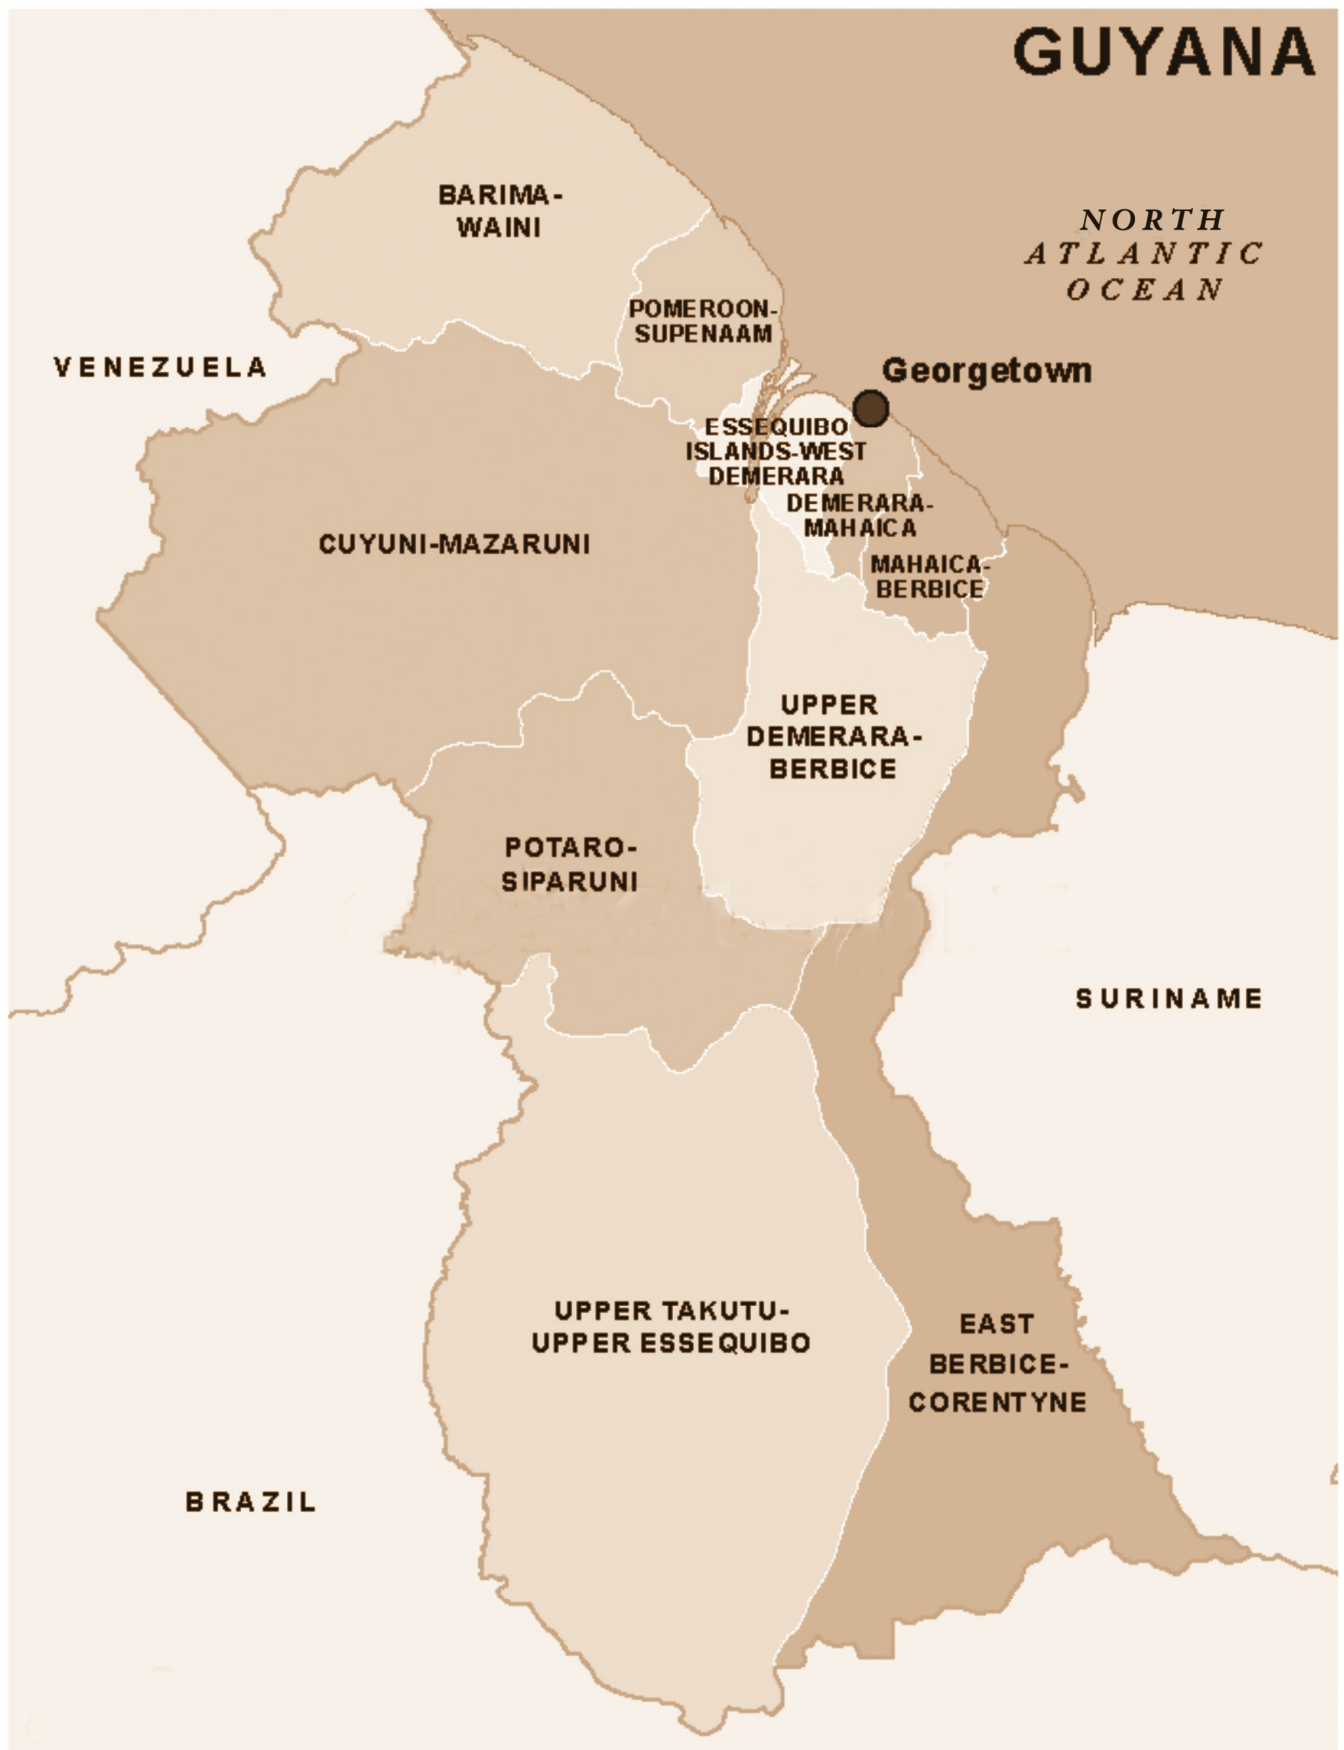 GUYANA
NORTH
ATLANTIC
OCEAN
BARIMA-
WAINI
POMEROON-
SUPENAAM
VENEZUELA
Georgetown
ESSEQUIBO
ISLANDS-WEST
DEMERARA
DEMERARA-
MAHAICA
CUYUNI-MAZARUNI
MAHAICA-
BERBICE
UPPER
DEMERARA-
BERBICE
POTARO-
SIPARUNI
SURINAME
UPPER TAKUTU-
UPPER ESSEQUIBO
EAST
BERBICE-
CORENTYNE
BRAZIL